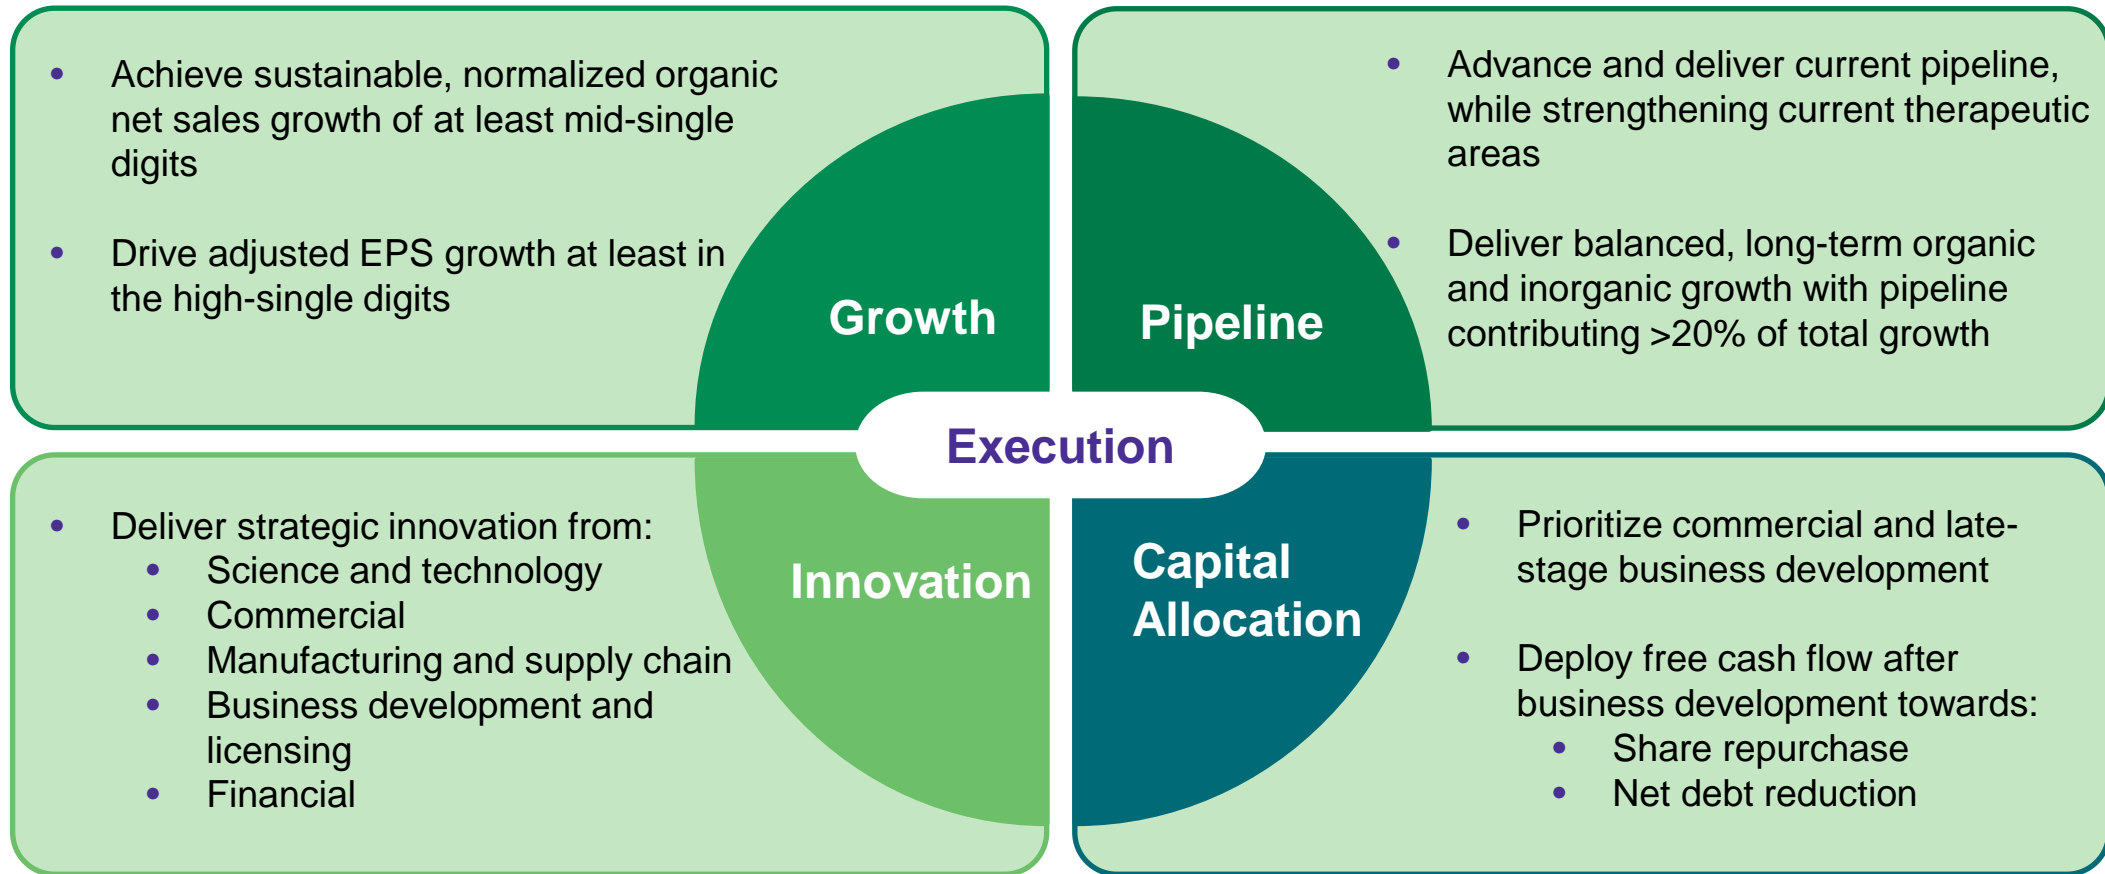 • Achieve sustainable, normalized organic
net sales growth of at least mid-single
digits
• Drive adjusted EPS growth at least in
the high-single digits
Growth
• Advance and deliver current pipeline,
while strengthening current therapeutic
areas
• Deliver balanced, long-term organic
and inorganic growth with pipeline
contributing >20% of total growth
Pipeline
Execution
• Deliver strategic innovation from:
• Science and technology
• Commercial
• Manufacturing and supply chain
• Business development and
licensing
• Financial
Innovation
Capital
Allocation
• Prioritize commercial and late-
stage business development
• Deploy free cash flow after
business development towards:
• Share repurchase
• Net debt reduction